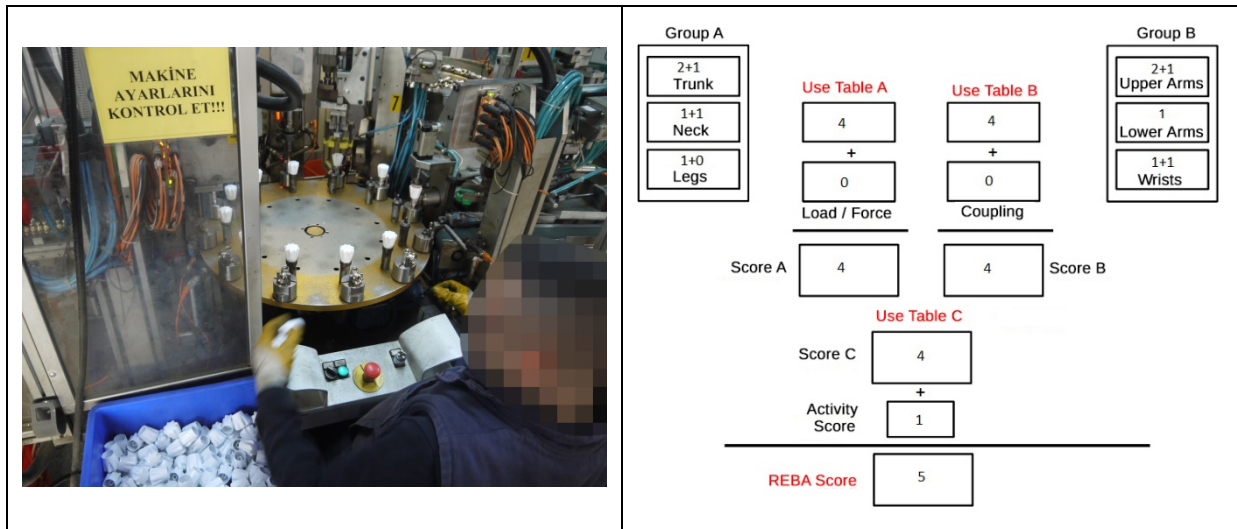 MAKİNE
AYARLARINI
KONTROL ET!!!
7
Group A
2+1
Trunk
1+1
Neck
1+0
Legs
Use Table A
4
+
0
Load / Force
Score A
4
Use Table B
4
+
0
Coupling
4
Score B
Group B
2+1
Upper Arms
1
Lower Arms
1+1
Wrists
Use Table C
Score C
4
+
Activity
Score
1
REBA Score
5